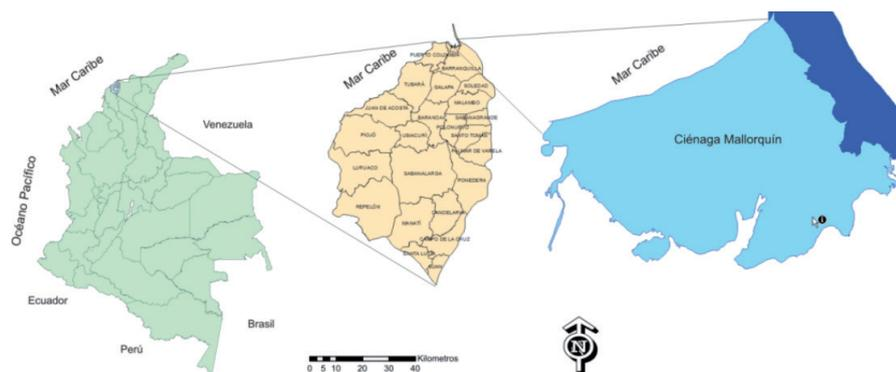 Mar Caribe
Venezuela
Océano Pacífico
Ecuador
Perú
Brasil
Mar Caribe
PUERTO COLOMBIA
BARRANQUILLA
TUBARÁ
GALAPA
SOLEDAD
MALAMBO
JUAN DE ACOSTA
BARANOA
SABANAGRANDE
POLONUEVO
PIOJÓ
USIACURÍ
SANTO TOMÁS
PALMAR DE VARELA
LURUACO
SABANALARGA
PONEDERA
REPELÓN
CANDELARIA
MANATÍ
CAMPO DE LA CRUZ
SANTA LUCÍA
SUAN
Mar Caribe
Ciénaga Mallorquín
Kilometros
0 5 10 20 30 40
N